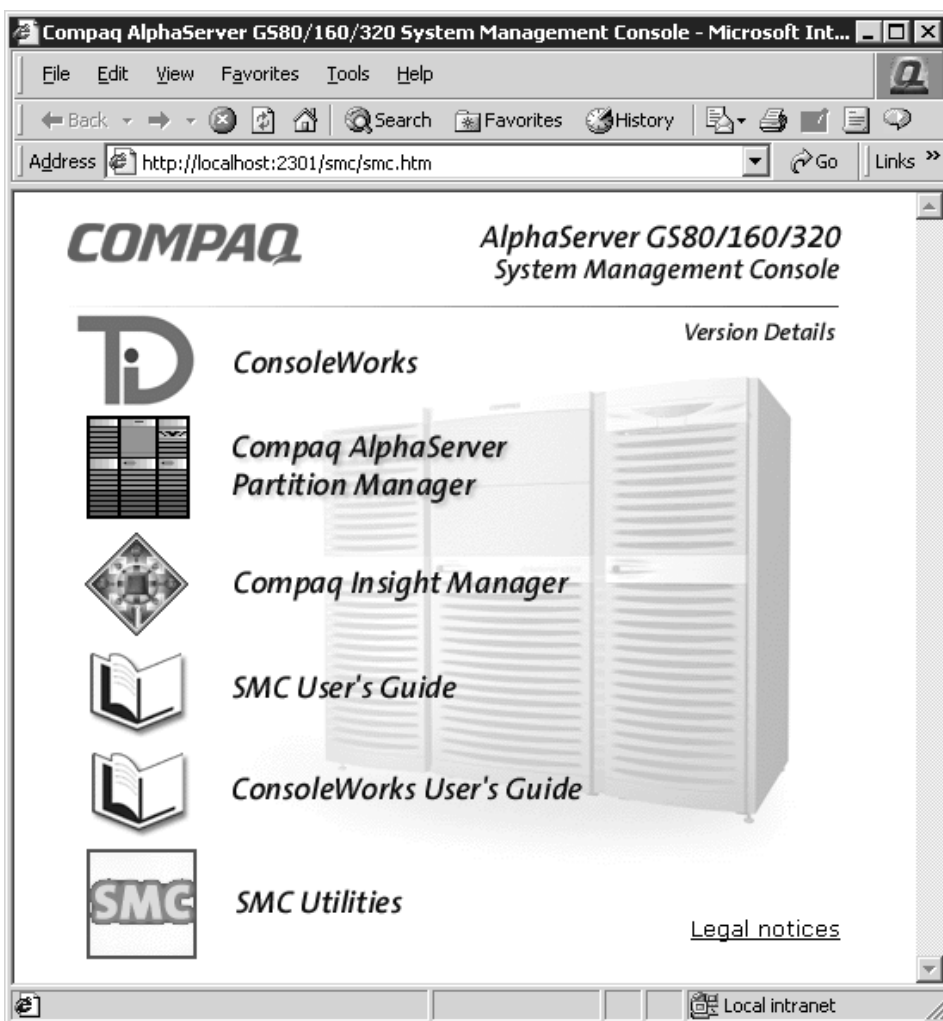 Compaq AlphaServer GS80/160/320 System Management Console - Microsoft Int...
File Edit View Favorites Tools Help
Q
Back Search Favorites History
Address http://localhost:2301/smc/smc.htm Go Links »
COMPAQ AlphaServer GS80/160/320
System Management Console
Version Details
TiD ConsoleWorks
Compaq AlphaServer
Partition Manager
Compaq Insight Manager
SMC User's Guide
ConsoleWorks User's Guide
SMC SMC Utilities
Legal notices
Local intranet